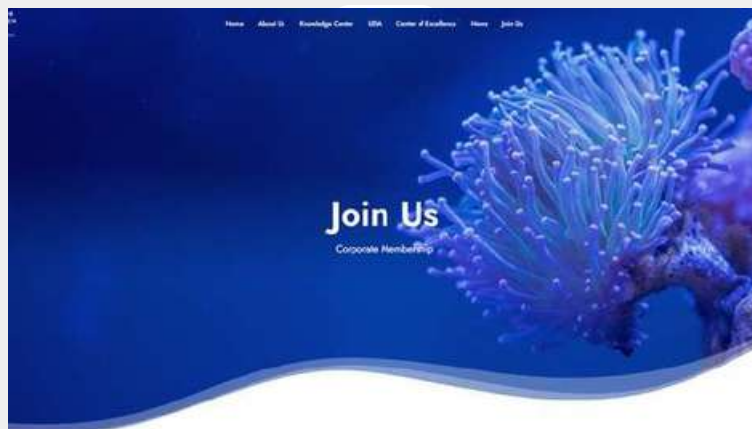 Home About Us Knowledge Center Center of Excellence News Join Us
Join Us
Corporate Membership